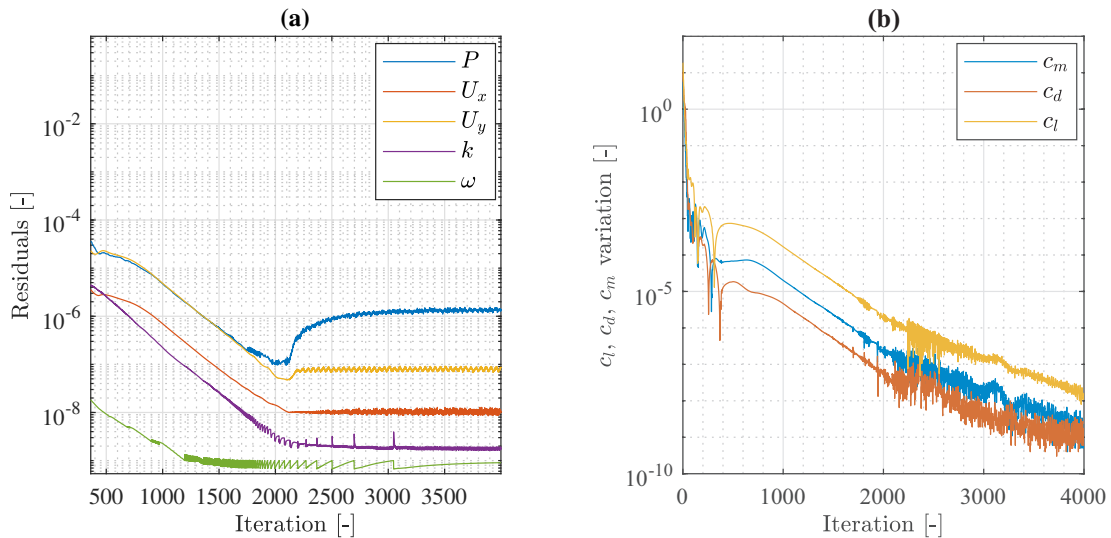 (a)
P
U_x
U_y
k
ω
10^-2
10^-4
10^-6
10^-8
Residuals [-]
500 1000 1500 2000 2500 3000 3500
Iteration [-]
(b)
c_m
c_d
c_l
10^0
10^-5
10^-10
c_l, c_d, c_m variation [-]
0 1000 2000 3000 4000
Iteration [-]